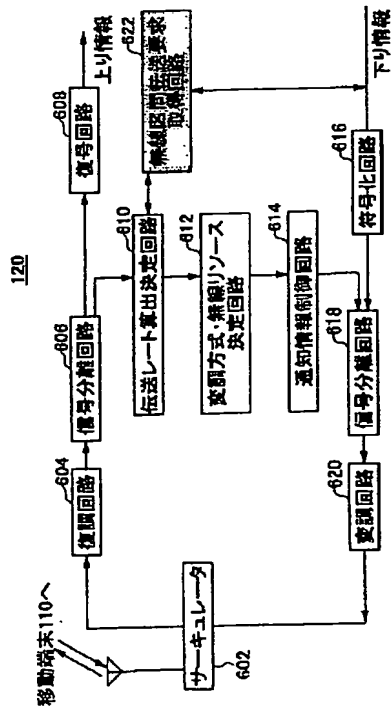 120
移動端末110へ
サーキュレータ
602
604
復調回路
606
信号分離回路
608
復号回路
上り情報
610
伝送レート算出決定回路
622
無線区間伝送要求
取得回路
612
変調方式・無線リソース
決定回路
614
通知情報制御回路
616
符号化回路
下り情報
618
信号分離回路
620
変調回路